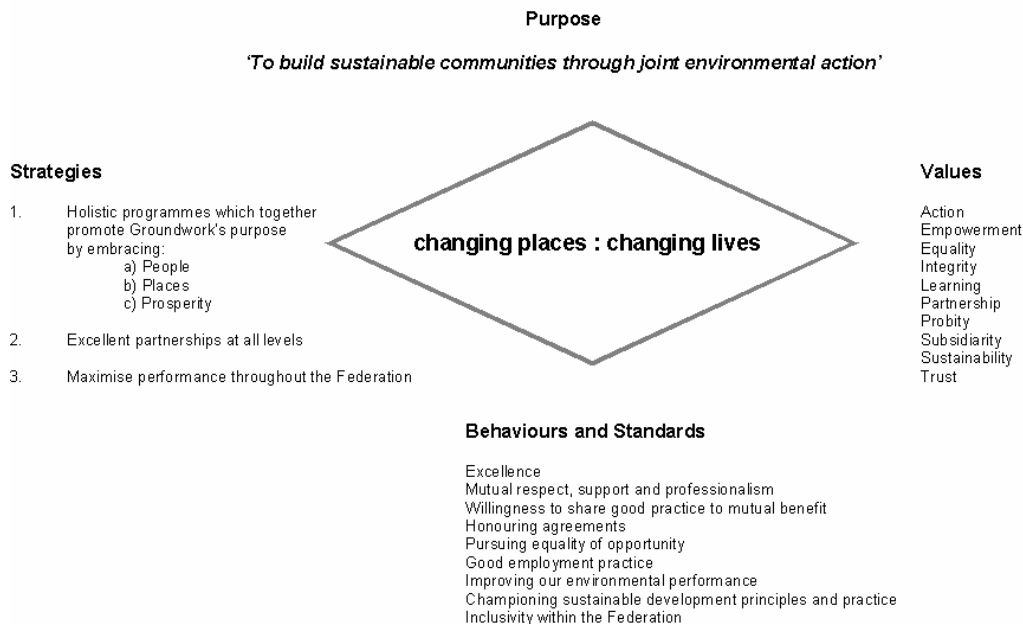 Purpose
‘To build sustainable communities through joint environmental action’
Strategies
1. Holistic programmes which together
promote Groundwork's purpose
by embracing:
a) People
b) Places
c) Prosperity
2. Excellent partnerships at all levels
3. Maximise performance throughout the Federation
changing places : changing lives
Values
Action
Empowerment
Equality
Integrity
Learning
Partnership
Probity
Subsidiarity
Sustainability
Trust
Behaviours and Standards
Excellence
Mutual respect, support and professionalism
Willingness to share good practice to mutual benefit
Honouring agreements
Pursuing equality of opportunity
Good employment practice
Improving our environmental performance
Championing sustainable development principles and practice
Inclusivity within the Federation